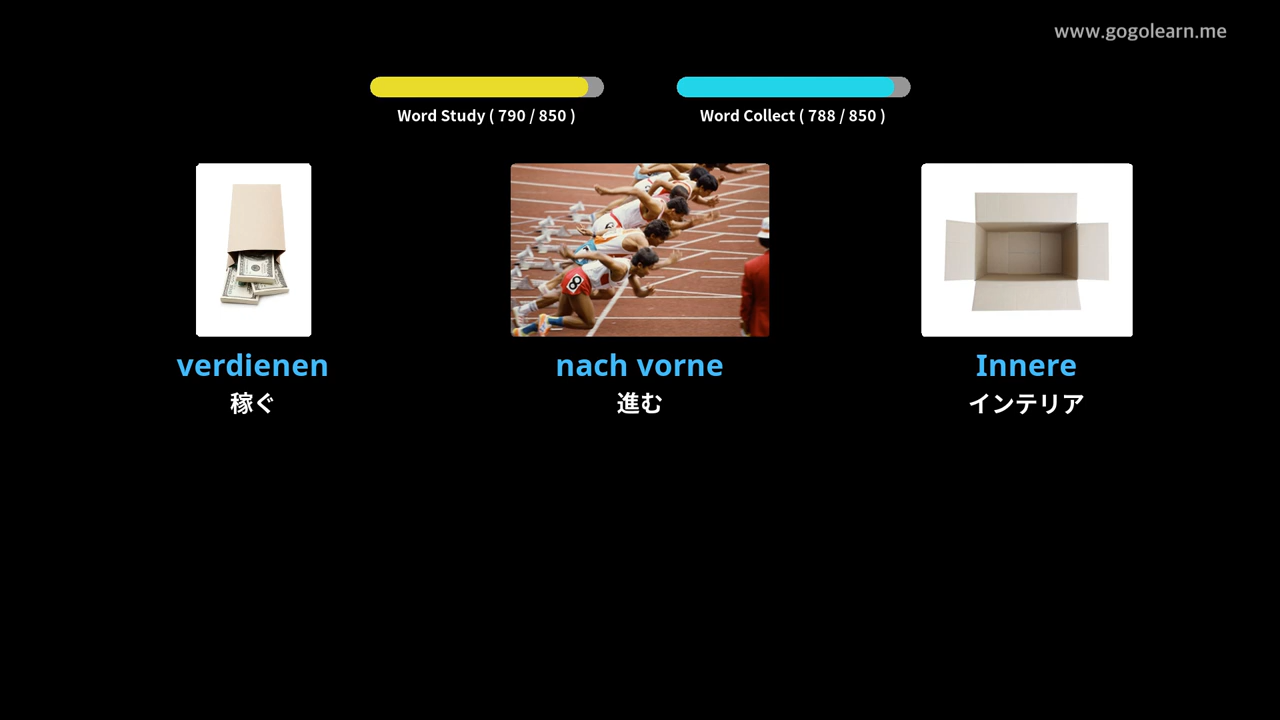 www.gogolearn.me
Word Study ( 790 / 850 )
Word Collect ( 788 / 850 )
verdienen
稼ぐ
nach vorne
進む
Innere
インテリア